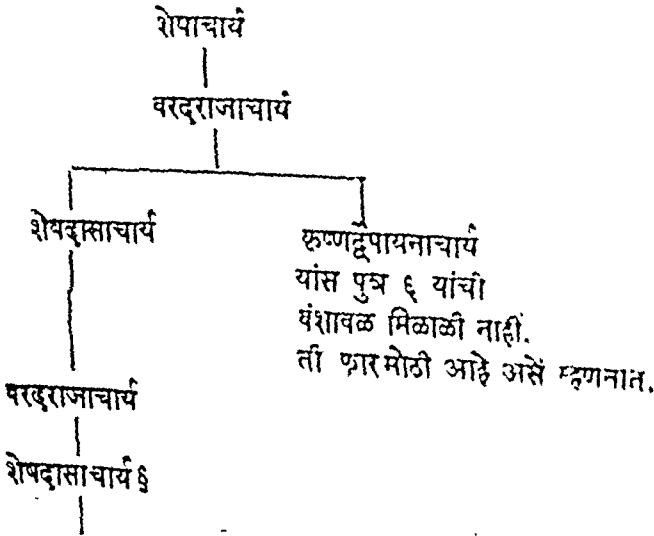 शेषाचार्य
वरदराजाचार्य
शेषदासाचार्य
कृष्णद्वैपायनाचार्य
यांस पुत्र ६ यांची
वंशावळ मिळाली नाहीं.
ती फार मोठी आहे असें म्हणतात.
वरदराजाचार्य
शेषदासाचार्य §